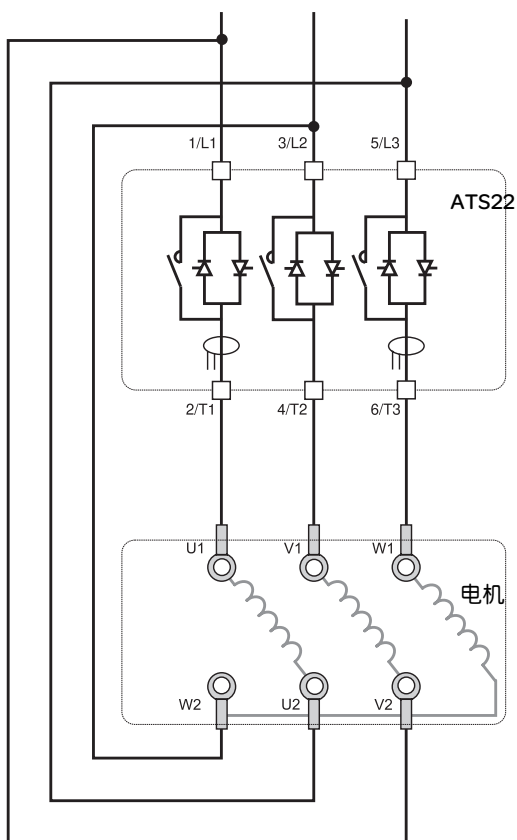 1/L1 3/L2 5/L3
ATS22
2/T1 4/T2 6/T3
U1 V1 W1
电机
W2 U2 V2